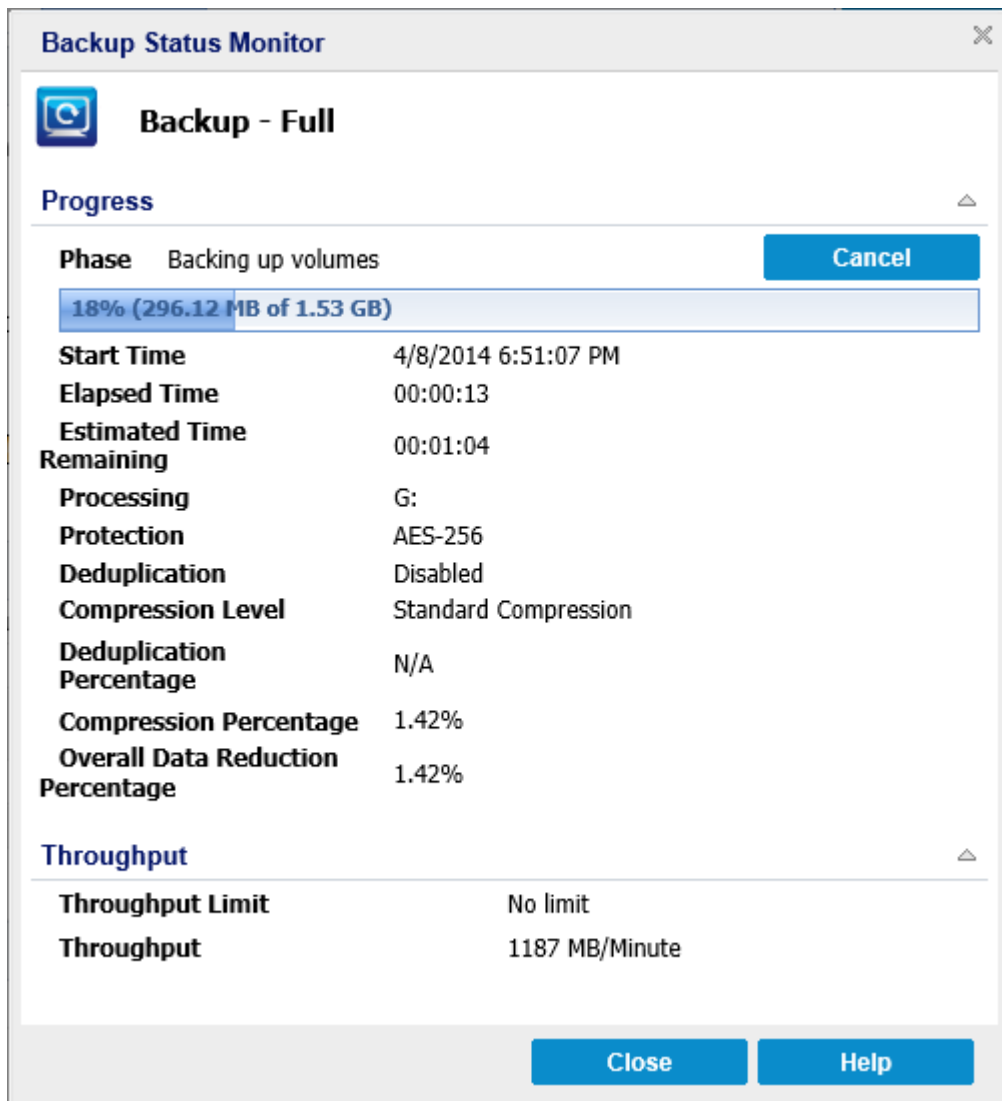 Backup Status Monitor
Backup - Full
Progress
Phase Backing up volumes Cancel
18% (296.12 MB of 1.53 GB)
Start Time 4/8/2014 6:51:07 PM
Elapsed Time 00:00:13
Estimated Time
Remaining 00:01:04
Processing G:
Protection AES-256
Deduplication Disabled
Compression Level Standard Compression
Deduplication
Percentage N/A
Compression Percentage 1.42%
Overall Data Reduction
Percentage 1.42%
Throughput
Throughput Limit No limit
Throughput 1187 MB/Minute
Close Help